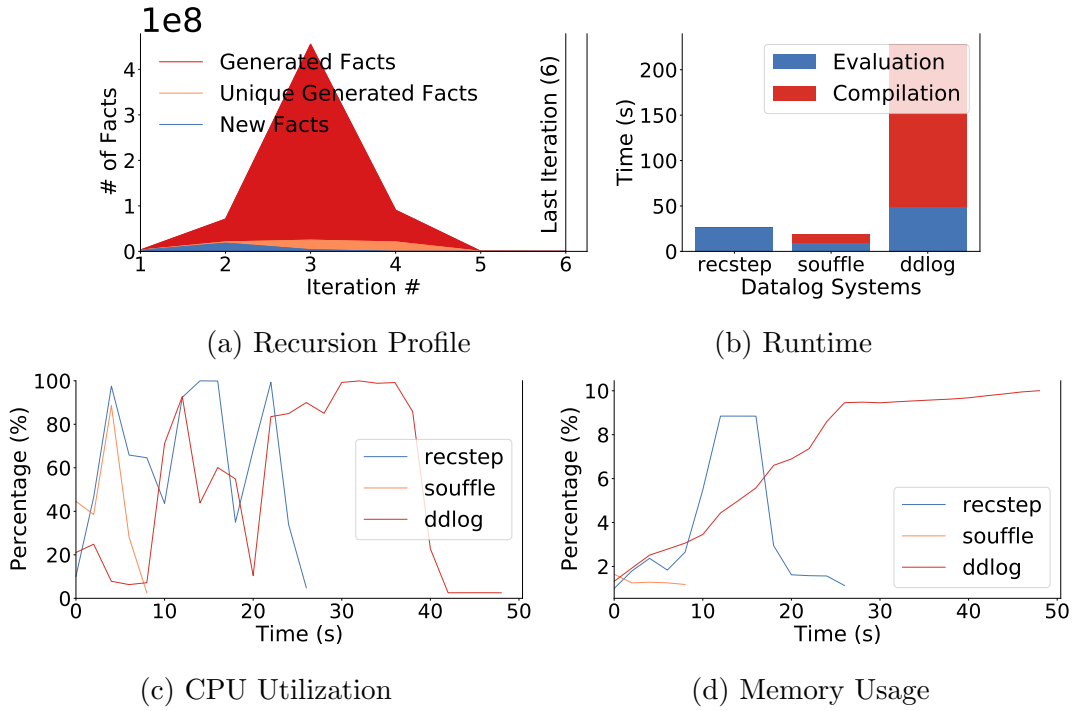 1e8
4
3
2
1
0
# of Facts
Generated Facts
Unique Generated Facts
New Facts
Last Iteration (6)
1 2 3 4 5 6
Iteration #
(a) Recursion Profile
200
150
100
50
0
Time (s)
Evaluation
Compilation
recstep souffle ddlog
Datalog Systems
(b) Runtime
100
80
60
40
20
0
Percentage (%)
recstep
souffle
ddlog
0 10 20 30 40 50
Time (s)
(c) CPU Utilization
10
8
6
4
2
Percentage (%)
recstep
souffle
ddlog
0 10 20 30 40 50
Time (s)
(d) Memory Usage